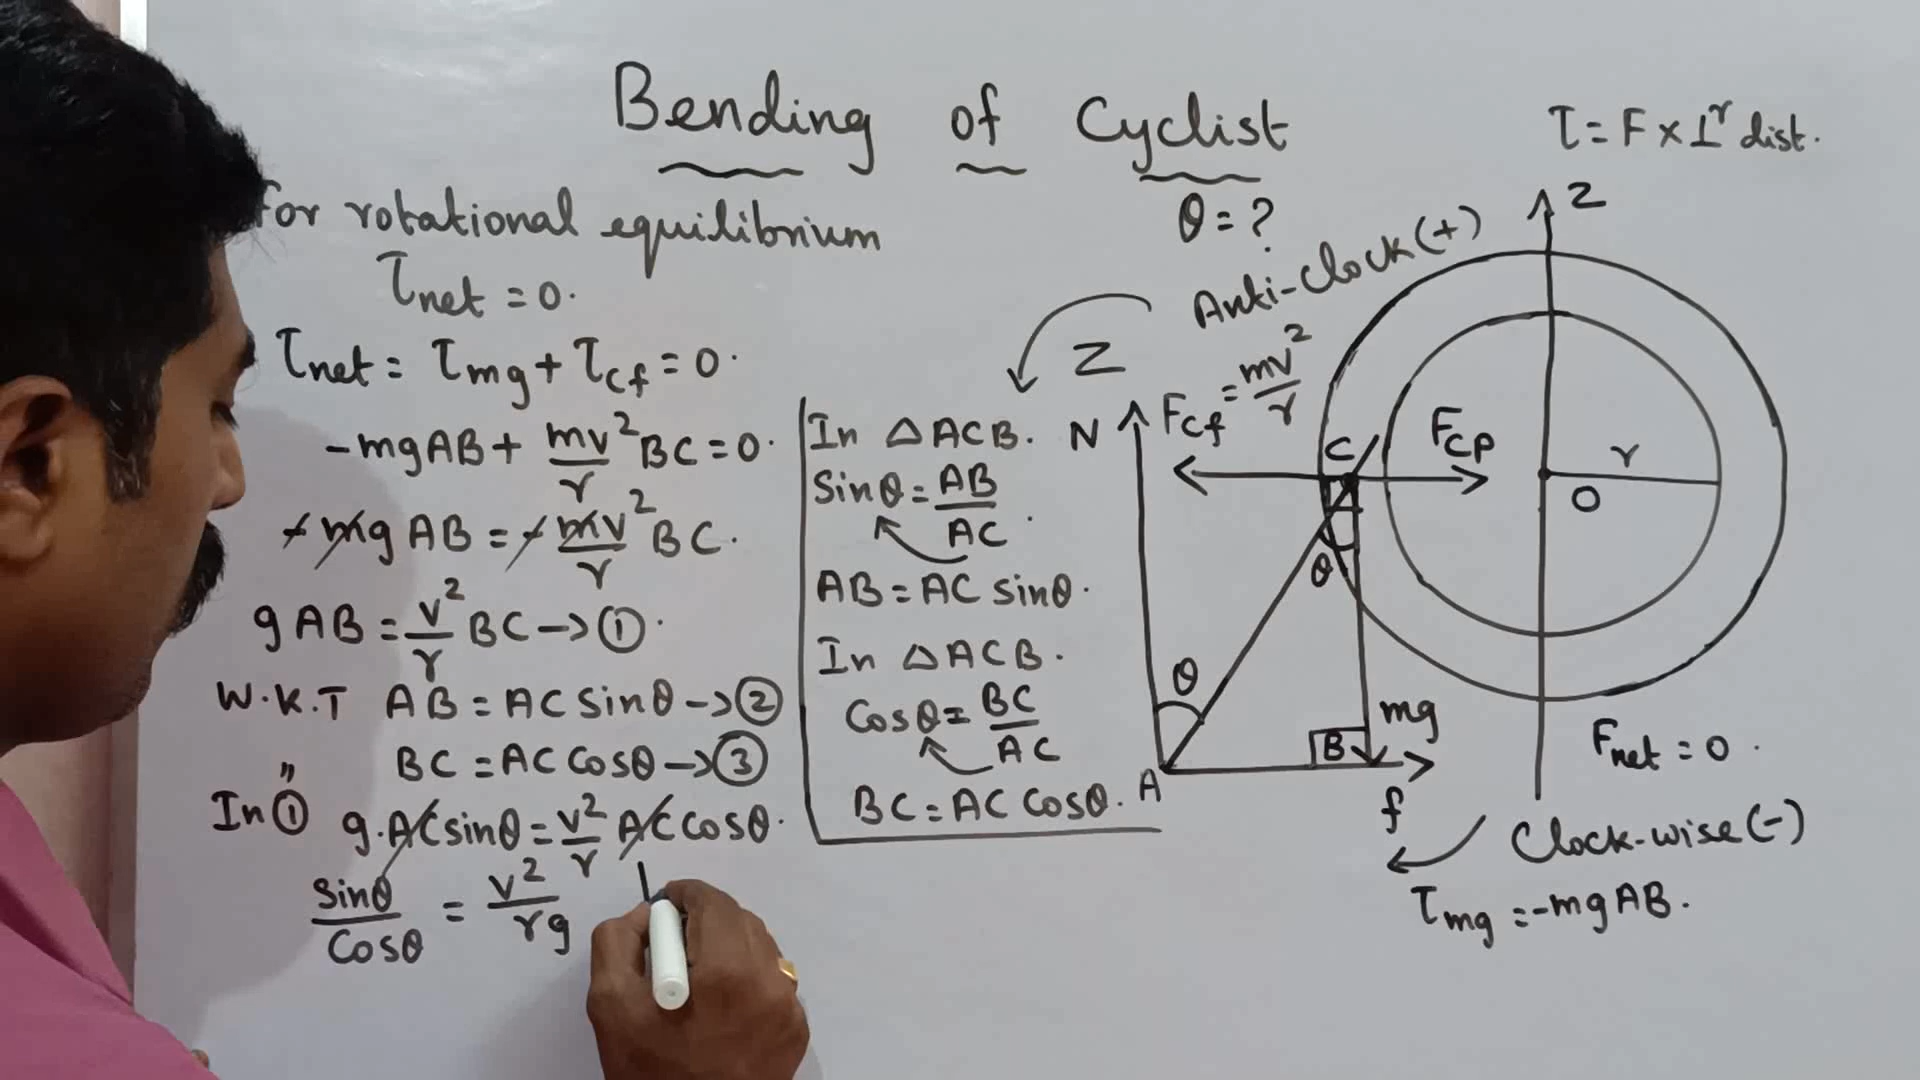 Bending of Cyclist
τ = F × ⊥ʳ dist.
For rotational equilibrium
τnet = 0.
τnet = τmg + τcf = 0.
-mgAB + mv²/r BC = 0.
-mg AB = -mv²/r BC.
gAB = v²/r BC → ①.
W.K.T AB = AC Sinθ → ②
" BC = AC Cosθ → ③
In ① g.AC sinθ = v²/r AC Cosθ.
Sinθ/Cosθ = v²/rg
In △ ACB.
Sinθ = AB/AC.
AB = AC sinθ.
In △ ACB.
Cosθ = BC/AC
BC = AC Cosθ.
θ = ?
Anti-clock (+)
Z
Z
N
Fcf = mv²/r
C
Fcp
r
O
θ
θ
mg
B
A
f
Fnet = 0.
Clock-wise (-)
τmg = -mgAB.